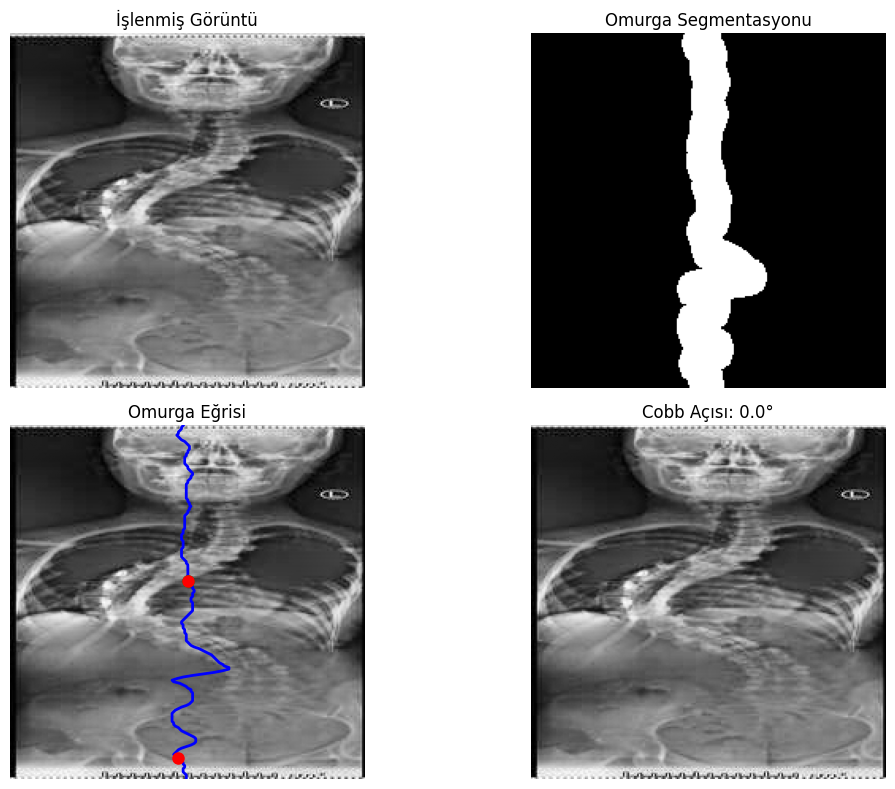 İşlenmiş Görüntü
Omurga Segmentasyonu
L
Omurga Eğrisi
Cobb Açısı: 0.0°
L
L